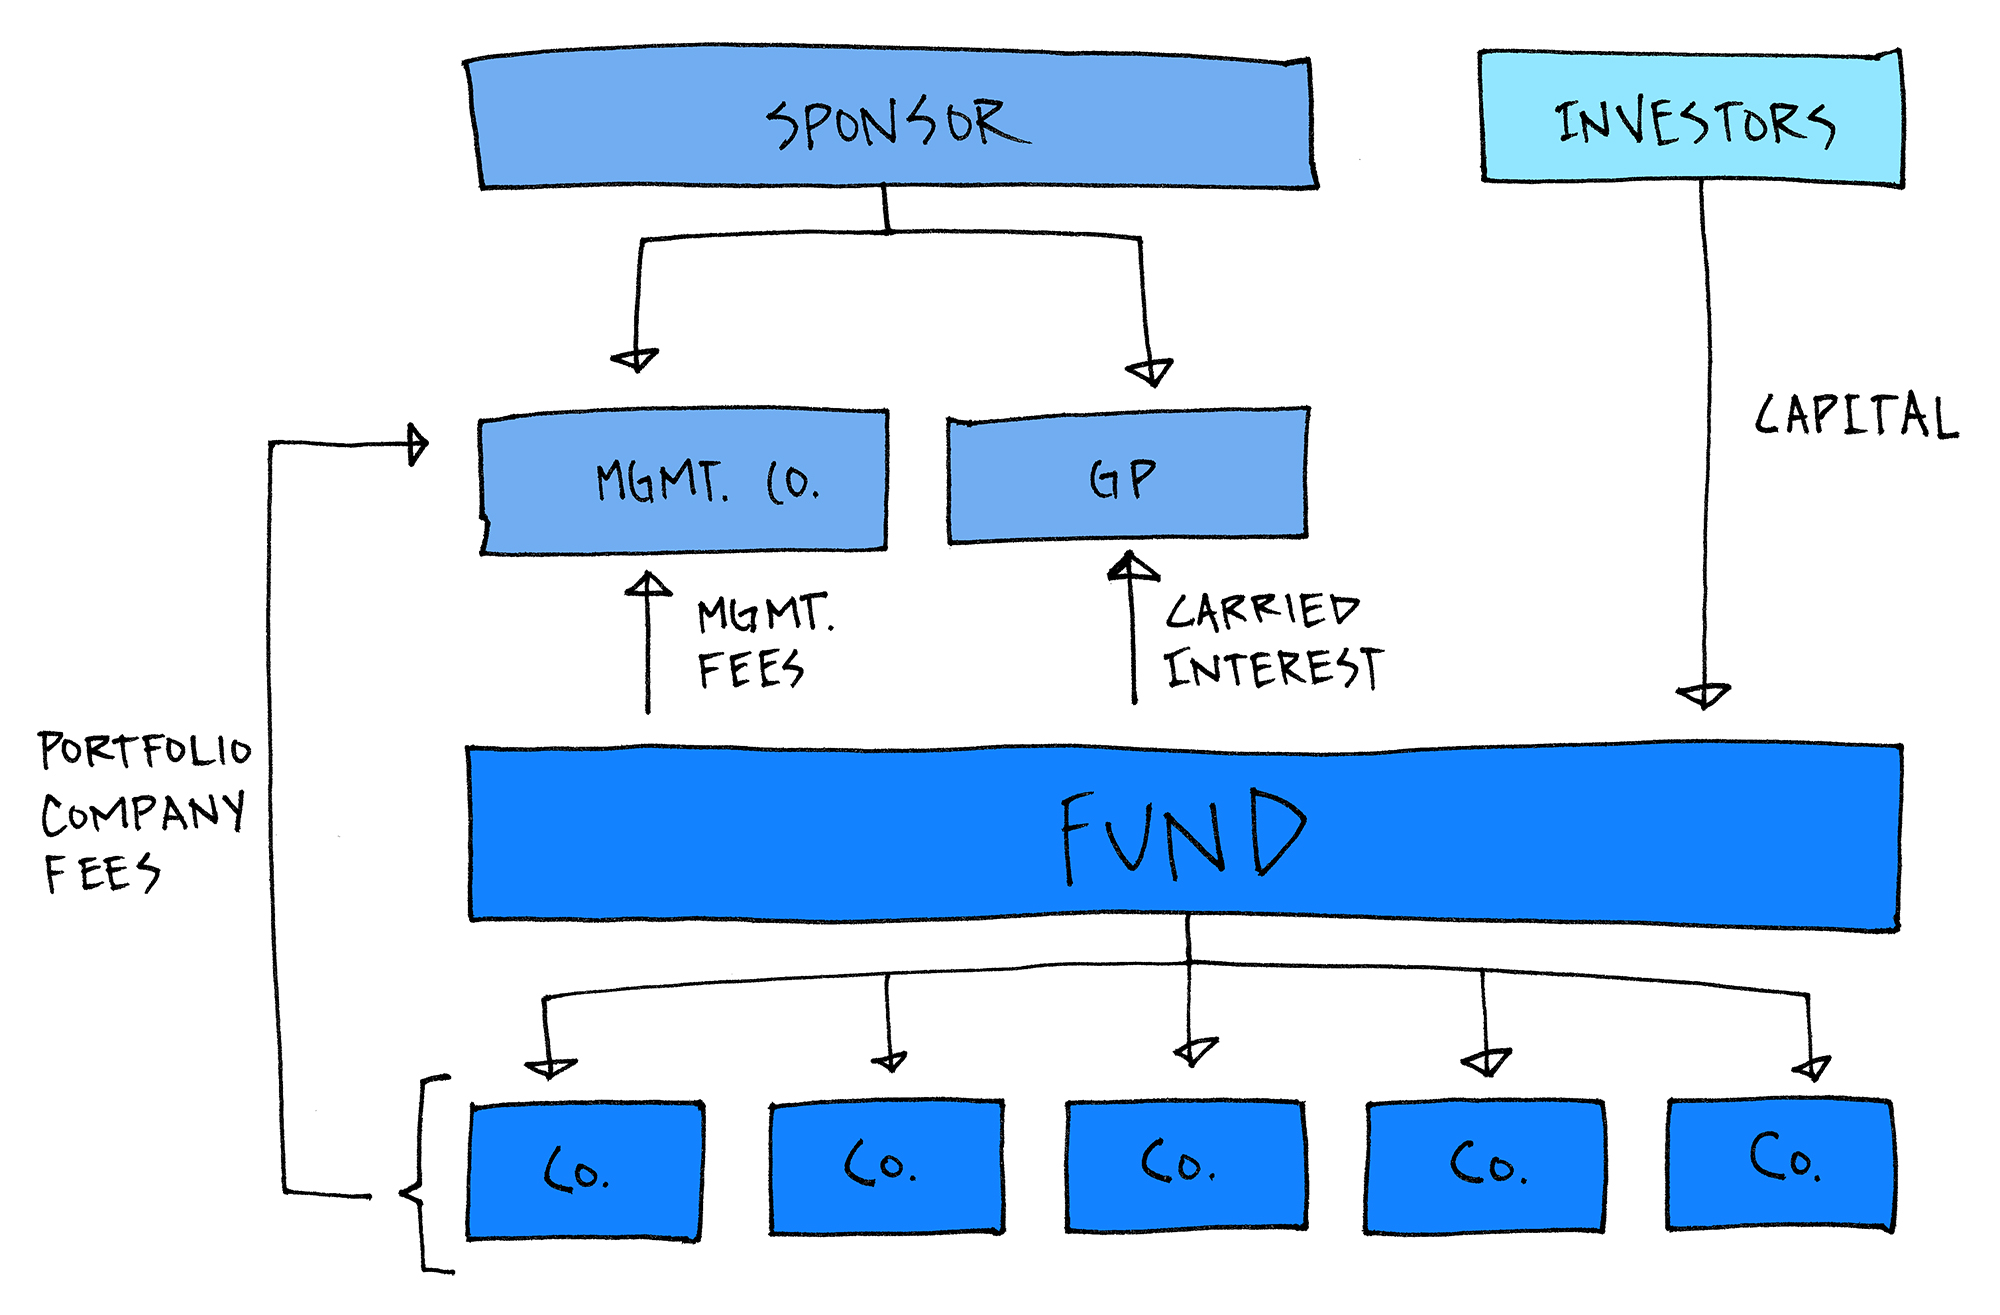 SPONSOR
INVESTORS
CAPITAL
MGMT. CO.
GP
MGMT.
FEES
CARRIED
INTEREST
PORTFOLIO
COMPANY
FEES
FUND
Co.
Co.
Co.
Co.
Co.